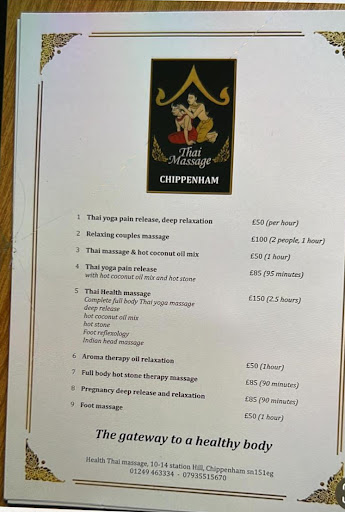 Thai
Massage
CHIPPENHAM
1 Thai yoga pain release, deep relaxation £50 (per hour)
2 Relaxing couples massage £100 (2 people, 1 hour)
3 Thai massage & hot coconut oil mix £50 (1 hour)
4 Thai yoga pain release £85 (95 minutes)
with hot coconut oil mix and hot stone
5 Thai Health massage £150 (2.5 hours)
Complete full body Thai yoga massage
deep release
hot coconut oil mix
hot stone
Foot reflexology
Indian head massage
6 Aroma therapy oil relaxation £50 (1hour)
7 Full body hot stone therapy massage £85 (90 minutes)
8 Pregnancy deep release and relaxation £85 (90 minutes)
9 Foot massage £50 (1 hour)
The gateway to a healthy body
Health Thai massage, 10-14 station Hill, Chippenham sn151eg
01249 463334 - 07935515670